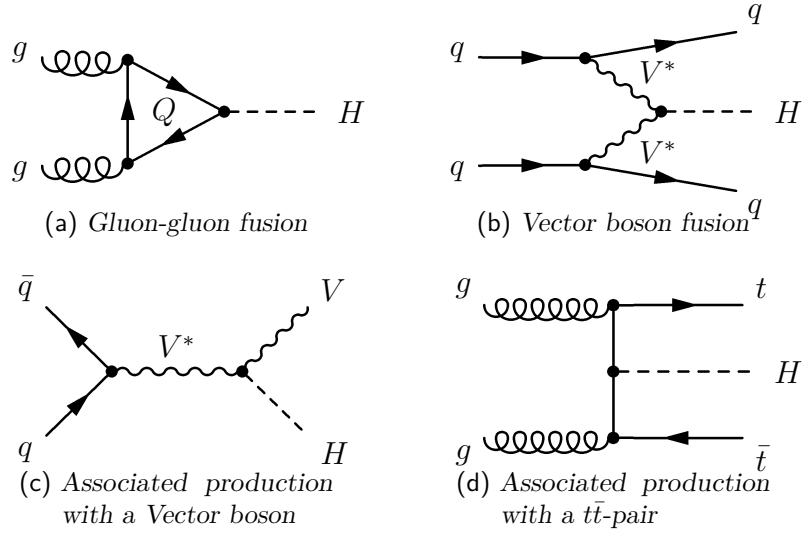 g
Q
H
g
(a) Gluon-gluon fusion
q
q
V*
H
V*
q
q
(b) Vector boson fusion
q̄
V
V*
q
H
(c) Associated production
with a Vector boson
g
t
H
g
t̄
(d) Associated production
with a tt̄-pair